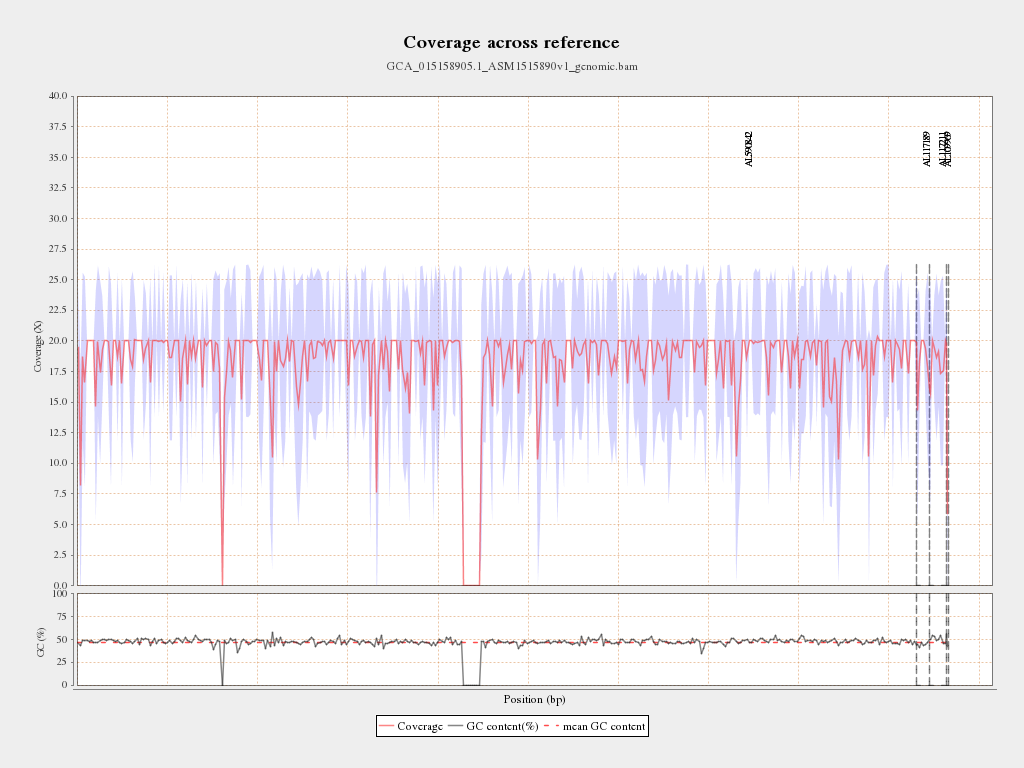 Coverage across reference
GCA_015158905.1_ASM1515890v1_genomic.bam
40.0
37.5
35.0
32.5
30.0
27.5
25.0
22.5
20.0
17.5
15.0
12.5
10.0
7.5
5.0
2.5
0.0
Coverage (X)
AL590842
AL117189
AL117211
AL109969
100
75
50
25
0
GC (%)
Position (bp)
Coverage GC content(%) mean GC content